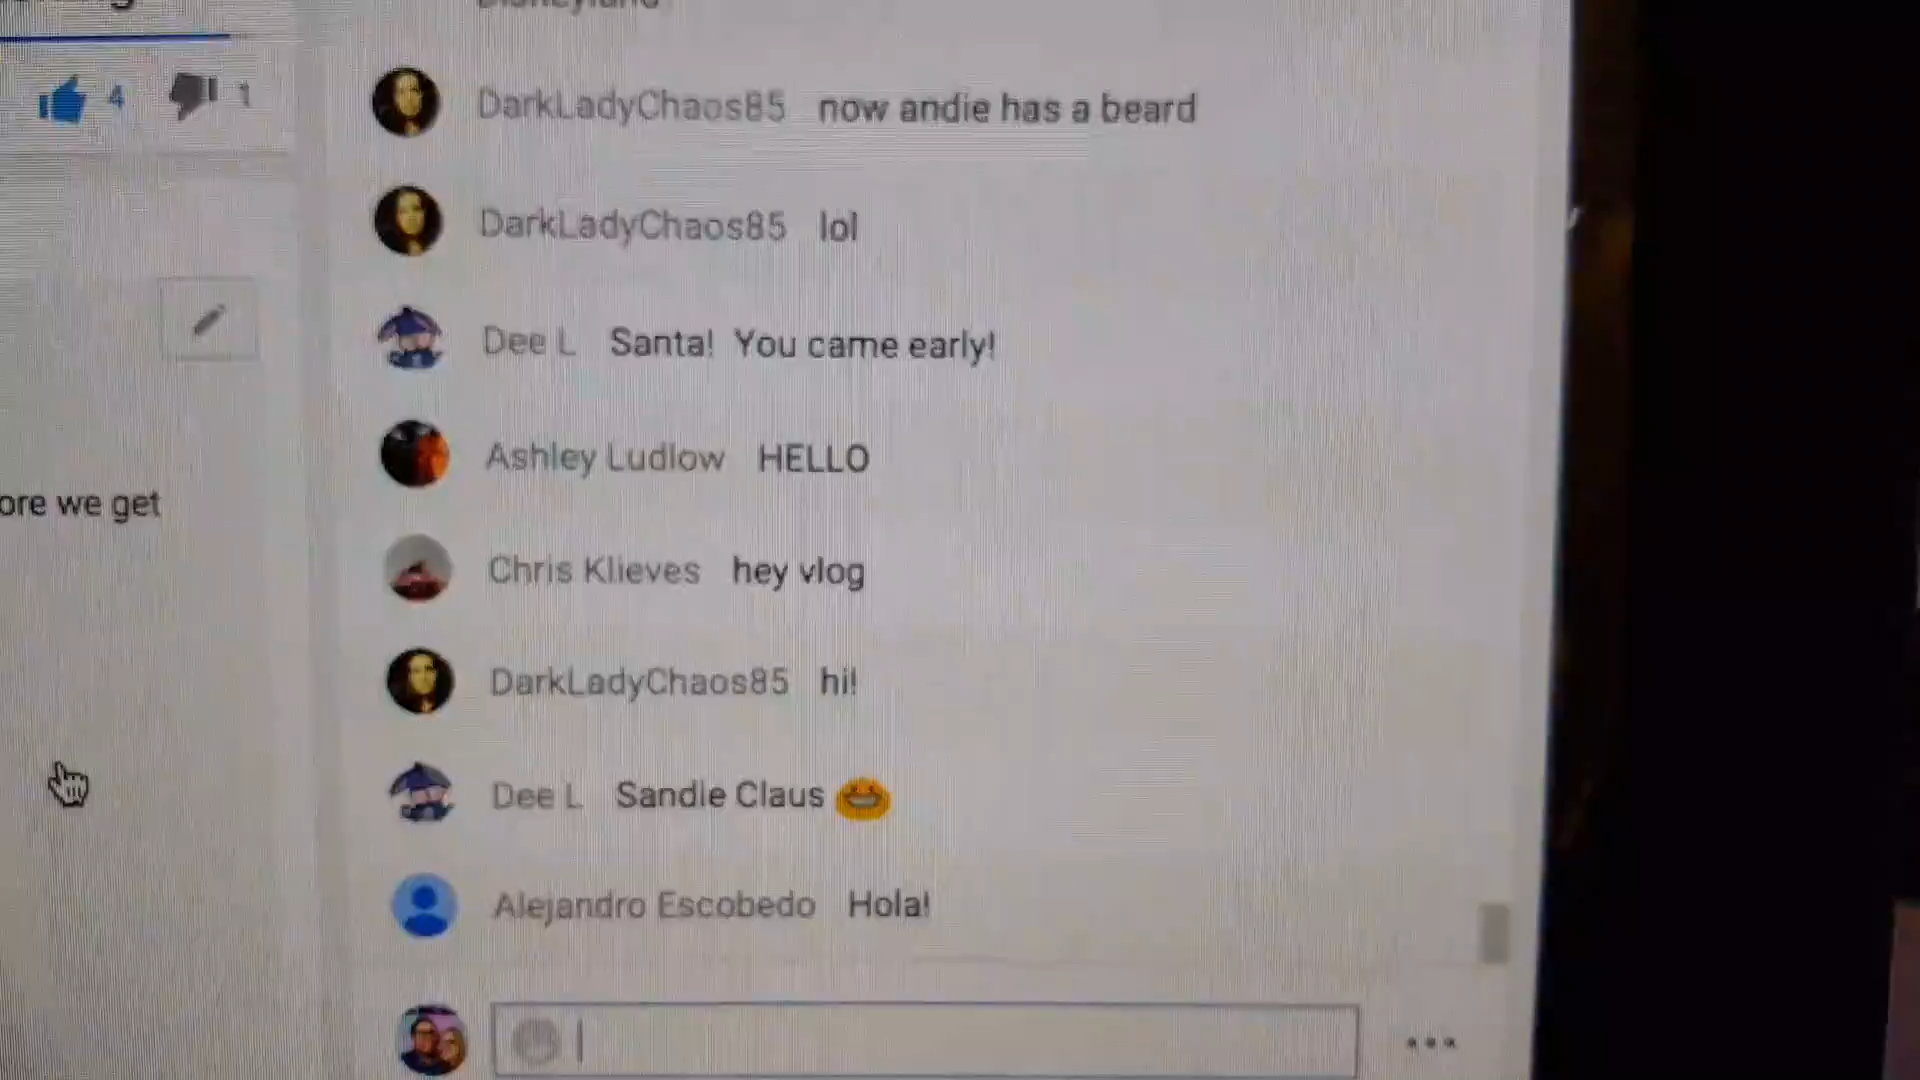 Disneyland
4 1
DarkLadyChaos85 now andie has a beard
DarkLadyChaos85 lol
Dee L Santa! You came early!
Ashley Ludlow HELLO
ore we get
Chris Klieves hey vlog
DarkLadyChaos85 hi!
Dee L Sandie Claus
Alejandro Escobedo Hola!